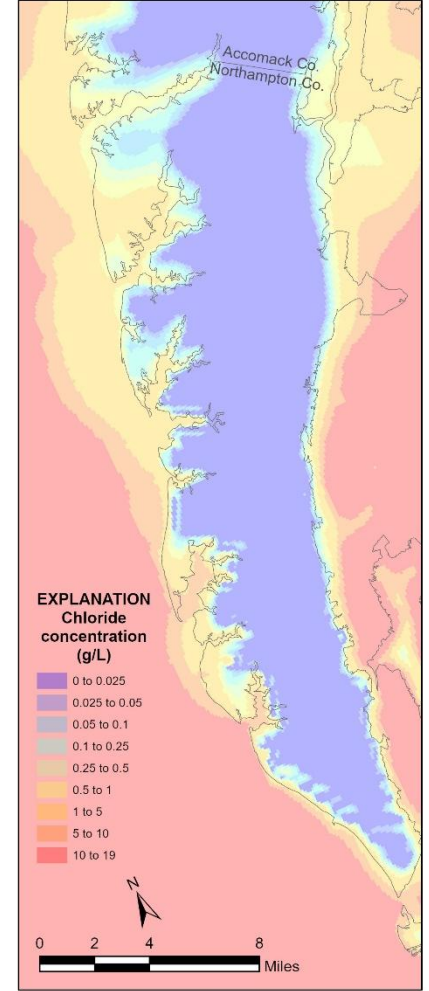 Accomack Co.
Northampton Co.
EXPLANATION
Chloride
concentration
(g/L)
0 to 0.025
0.025 to 0.05
0.05 to 0.1
0.1 to 0.25
0.25 to 0.5
0.5 to 1
1 to 5
5 to 10
10 to 19
N
0 2 4 8
Miles